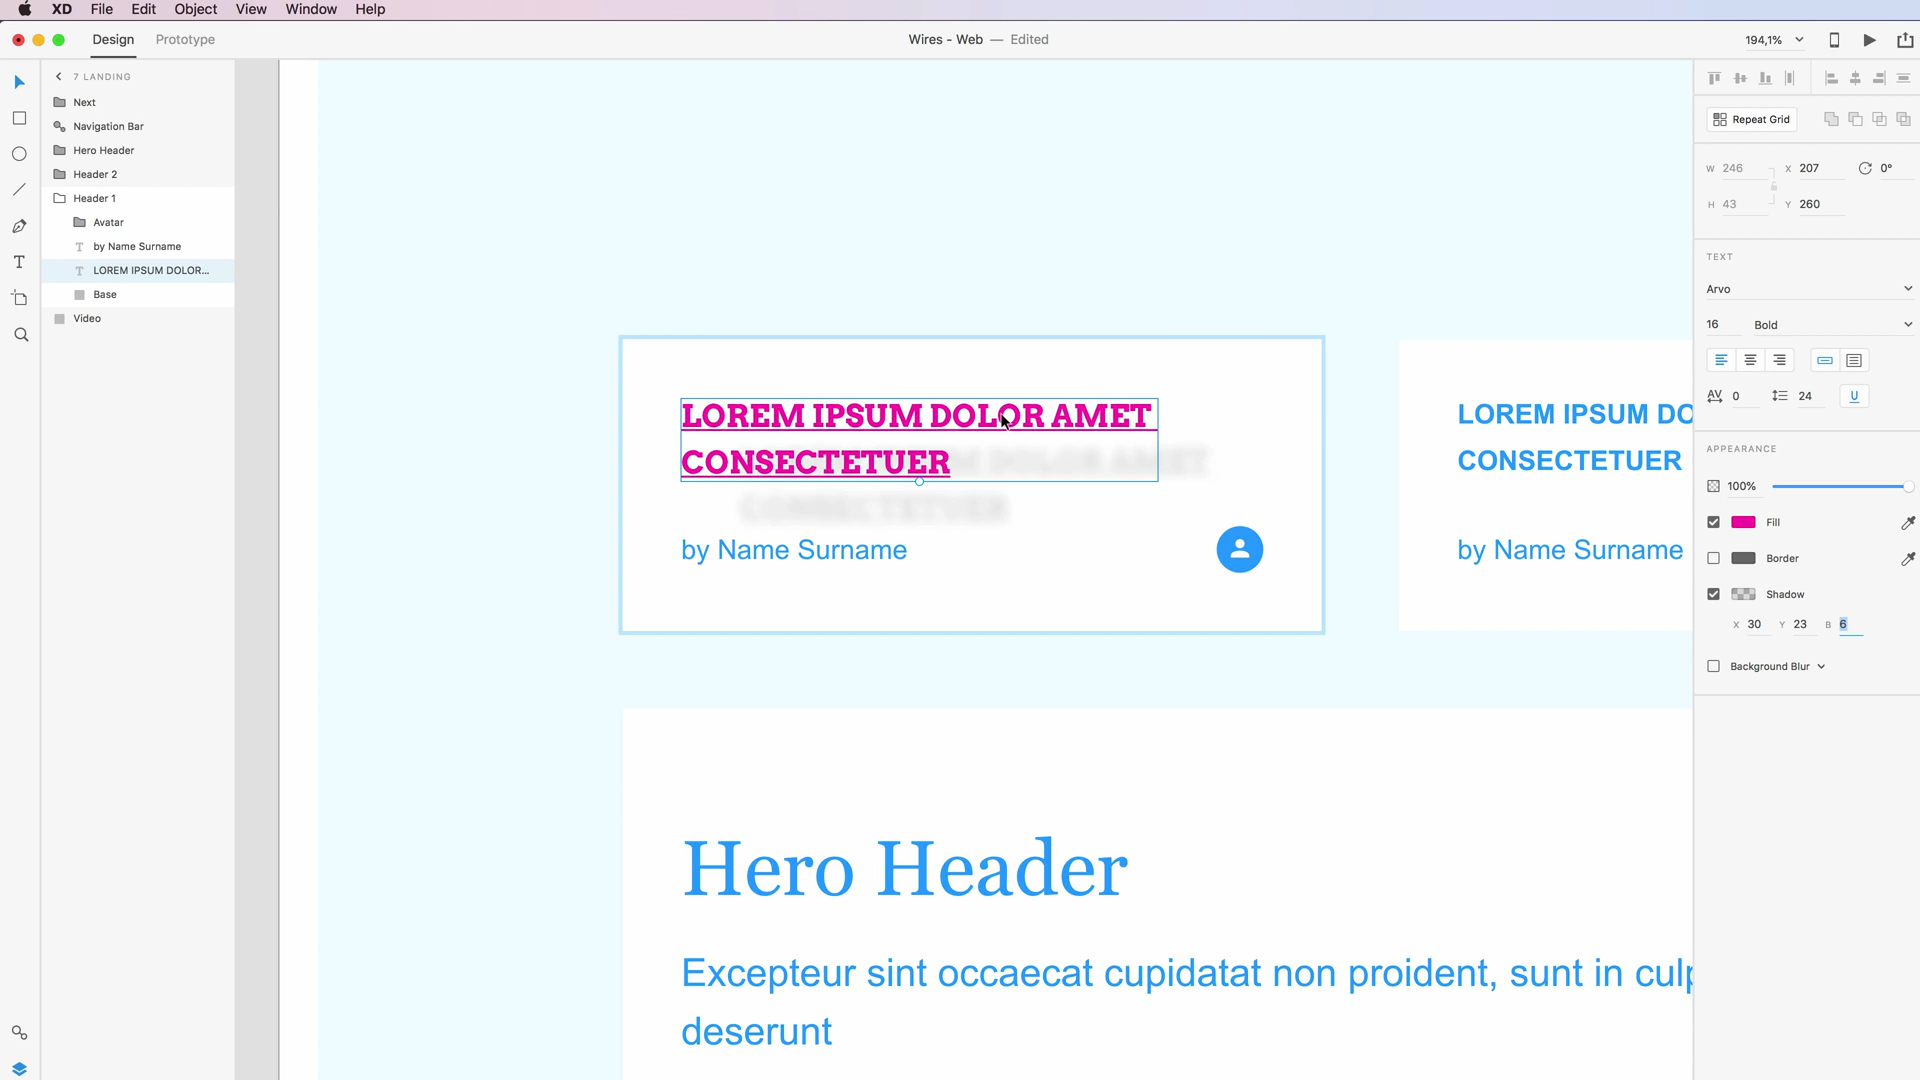 XD File Edit Object View Window Help
Design Prototype
Wires - Web — Edited
194,1%
7 LANDING
Next
Navigation Bar
Hero Header
Header 2
Header 1
Avatar
by Name Surname
LOREM IPSUM DOLOR...
Base
Video
LOREM IPSUM DOLOR AMET
CONSECTETUER
by Name Surname
LOREM IPSUM DO
CONSECTETUER
by Name Surname
Hero Header
Excepteur sint occaecat cupidatat non proident, sunt in culp
deserunt
Repeat Grid
W 246 X 207 0°
H 43 Y 260
TEXT
Arvo
16 Bold
AV 0 24 U
APPEARANCE
100%
Fill
Border
Shadow
X 30 Y 23 B 6
Background Blur